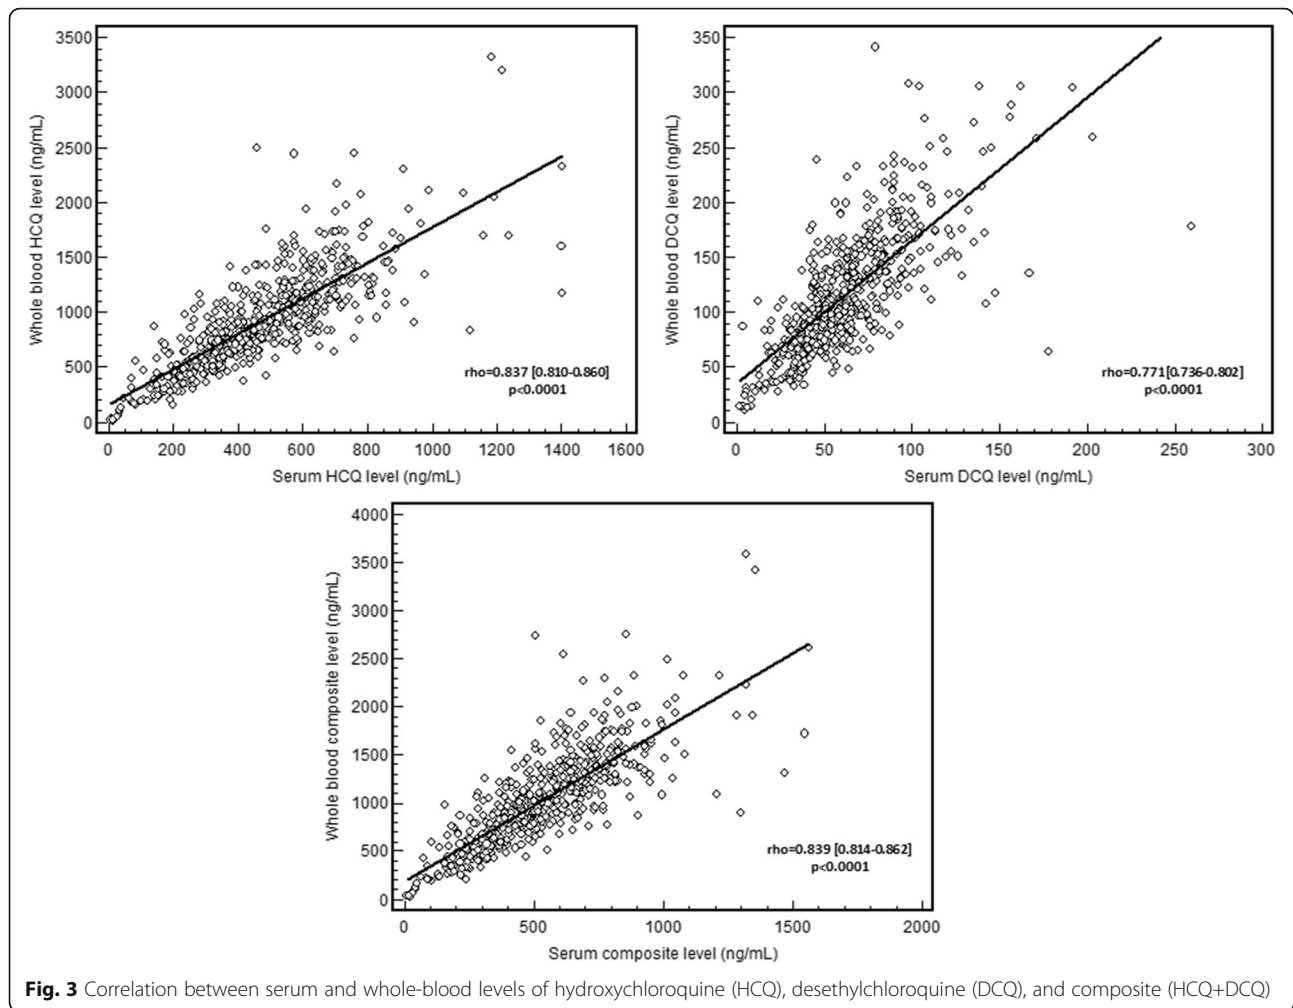 3500
3000
2500
2000
1500
1000
500
0
Whole blood HCQ level (ng/mL)
rho=0.837 [0.810-0.860]
p<0.0001
0 200 400 600 800 1000 1200 1400 1600
Serum HCQ level (ng/mL)
350
300
250
200
150
100
50
0
Whole blood DCQ level (ng/mL)
rho=0.771[0.736-0.802]
p<0.0001
0 50 100 150 200 250 300
Serum DCQ level (ng/mL)
4000
3500
3000
2500
2000
1500
1000
500
0
Whole blood composite level (ng/mL)
rho=0.839 [0.814-0.862]
p<0.0001
0 500 1000 1500 2000
Serum composite level (ng/mL)
Fig. 3 Correlation between serum and whole-blood levels of hydroxychloroquine (HCQ), desethylchloroquine (DCQ), and composite (HCQ+DCQ)